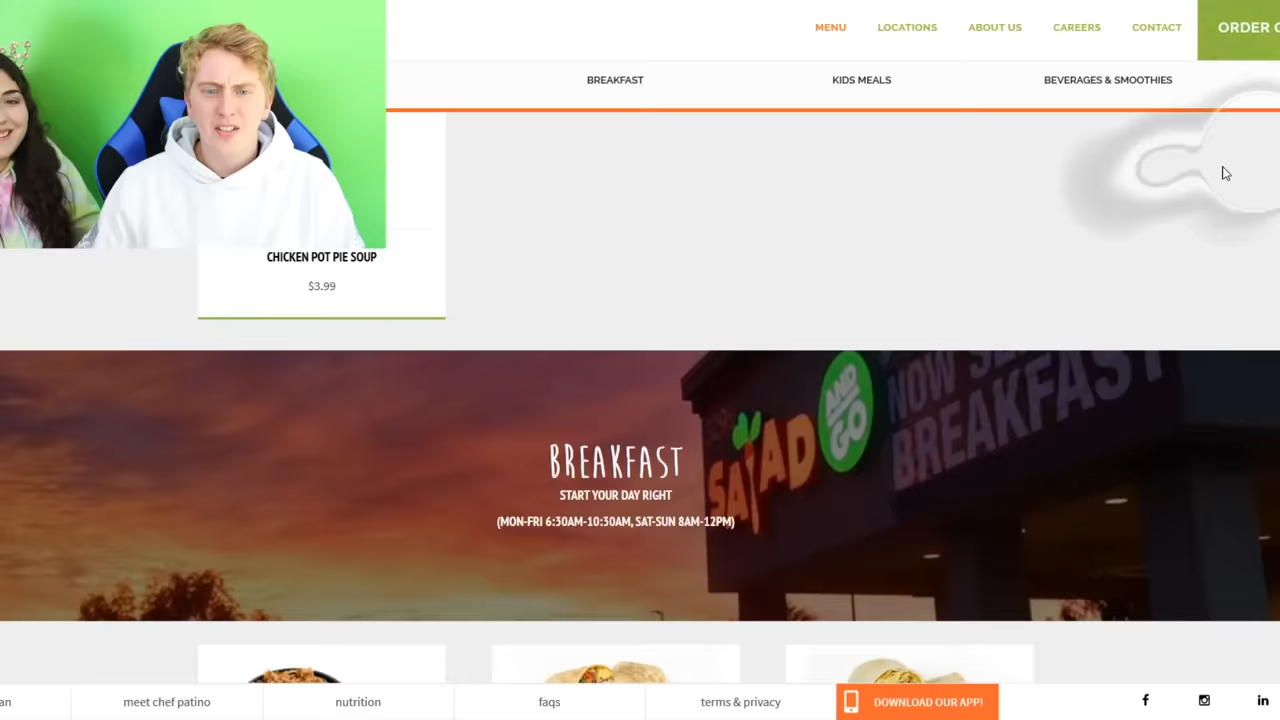 MENU LOCATIONS ABOUT US CAREERS CONTACT ORDER
BREAKFAST KIDS MEALS BEVERAGES & SMOOTHIES
CHICKEN POT PIE SOUP
$3.99
SALAD AND GO
NOW
BREAKFAST
BREAKFAST
START YOUR DAY RIGHT
(MON-FRI 6:30AM-10:30AM, SAT-SUN 8AM-12PM)
meet chef patino nutrition faqs terms & privacy DOWNLOAD OUR APP!